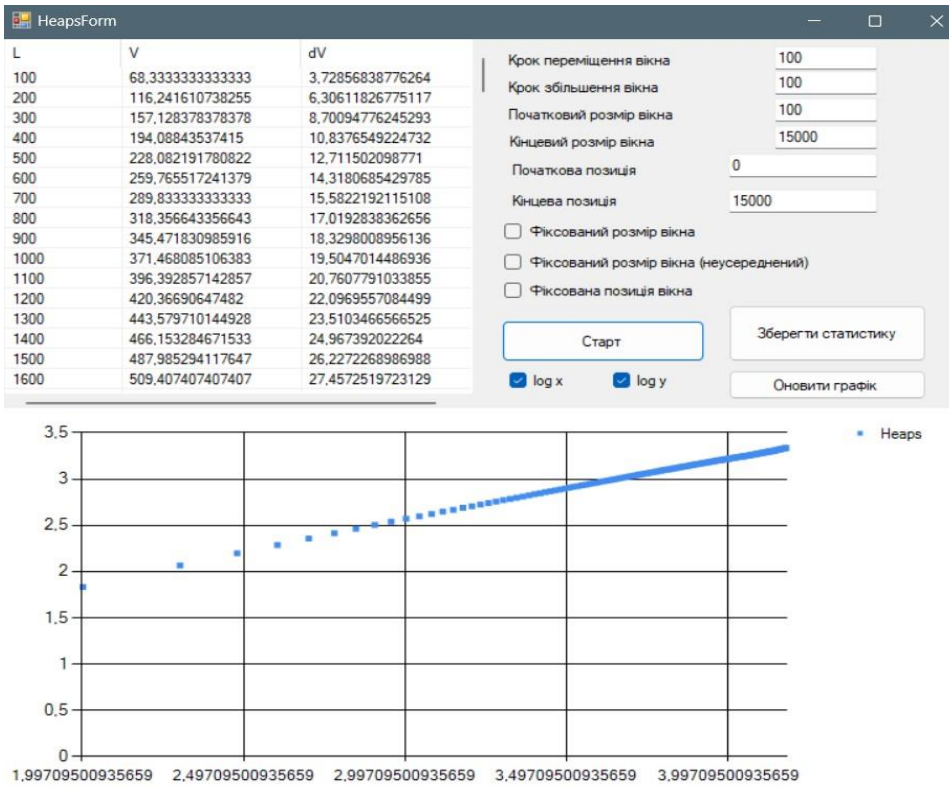 HeapsForm
L V dV
100 68,3333333333333 3,72856838776264
200 116,241610738255 6,30611826775117
300 157,128378378378 8,70094776245293
400 194,08843537415 10,8376549224732
500 228,082191780822 12,711502098771
600 259,765517241379 14,3180685429785
700 289,833333333333 15,5822192115108
800 318,356643356643 17,0192838362656
900 345,471830985916 18,3298008956136
1000 371,468085106383 19,5047014486936
1100 396,392857142857 20,7607791033855
1200 420,36690647482 22,0969557084499
1300 443,579710144928 23,5103466566525
1400 466,153284671533 24,967392022264
1500 487,985294117647 26,2272268986988
1600 509,407407407407 27,4572519723129
Крок переміщення вікна 100
Крок збільшення вікна 100
Початковий розмір вікна 100
Кінцевий розмір вікна 15000
Початкова позиція 0
Кінцева позиція 15000
Фіксований розмір вікна
Фіксований розмір вікна (неусереднений)
Фіксована позиція вікна
Старт
Зберегти статистику
log x log y
Оновити графік
Heaps
3,5
3
2,5
2
1,5
1
0,5
0
1,99709500935659 2,49709500935659 2,99709500935659 3,49709500935659 3,99709500935659